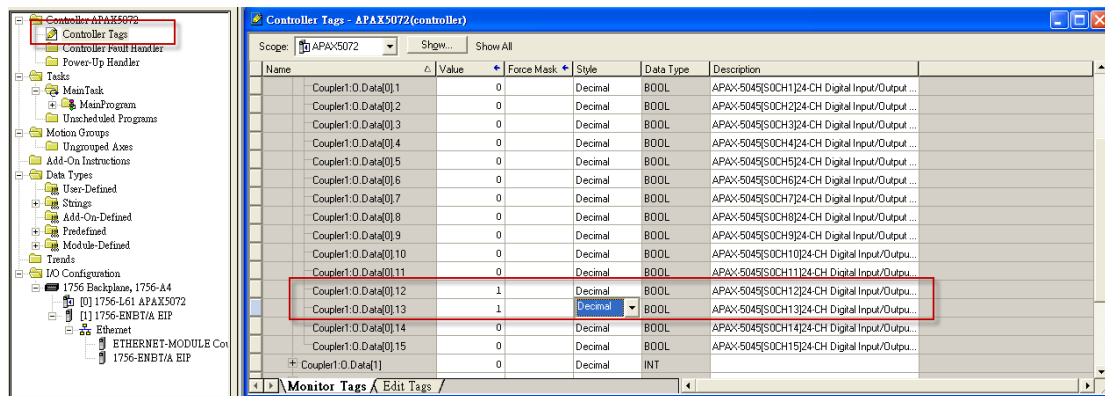 Controller APAX5072
Controller Tags
Controller Fault Handler
Power-Up Handler
Tasks
MainTask
MainProgram
Unscheduled Programs
Motion Groups
Ungrouped Axes
Add-On Instructions
Data Types
User-Defined
Strings
Add-On-Defined
Predefined
Module-Defined
Trends
I/O Configuration
1756 Backplane, 1756-A4
[0] 1756-L61 APAX5072
[1] 1756-ENBT/A EIP
Ethernet
ETHERNET-MODULE Cou
1756-ENBT/A EIP
Controller Tags - APAX5072(controller)
Scope: APAX5072 Show... Show All
Name Value Force Mask Style Data Type Description
Coupler1:O.Data[0].1 0 Decimal BOOL APAX-5045[S0CH1]24-CH Digital Input/Output ...
Coupler1:O.Data[0].2 0 Decimal BOOL APAX-5045[S0CH2]24-CH Digital Input/Output ...
Coupler1:O.Data[0].3 0 Decimal BOOL APAX-5045[S0CH3]24-CH Digital Input/Output ...
Coupler1:O.Data[0].4 0 Decimal BOOL APAX-5045[S0CH4]24-CH Digital Input/Output ...
Coupler1:O.Data[0].5 0 Decimal BOOL APAX-5045[S0CH5]24-CH Digital Input/Output ...
Coupler1:O.Data[0].6 0 Decimal BOOL APAX-5045[S0CH6]24-CH Digital Input/Output ...
Coupler1:O.Data[0].7 0 Decimal BOOL APAX-5045[S0CH7]24-CH Digital Input/Output ...
Coupler1:O.Data[0].8 0 Decimal BOOL APAX-5045[S0CH8]24-CH Digital Input/Output ...
Coupler1:O.Data[0].9 0 Decimal BOOL APAX-5045[S0CH9]24-CH Digital Input/Output ...
Coupler1:O.Data[0].10 0 Decimal BOOL APAX-5045[S0CH10]24-CH Digital Input/Outpu...
Coupler1:O.Data[0].11 0 Decimal BOOL APAX-5045[S0CH11]24-CH Digital Input/Outpu...
Coupler1:O.Data[0].12 1 Decimal BOOL APAX-5045[S0CH12]24-CH Digital Input/Outpu...
Coupler1:O.Data[0].13 1 Decimal BOOL APAX-5045[S0CH13]24-CH Digital Input/Outpu...
Coupler1:O.Data[0].14 0 Decimal BOOL APAX-5045[S0CH14]24-CH Digital Input/Outpu...
Coupler1:O.Data[0].15 0 Decimal BOOL APAX-5045[S0CH15]24-CH Digital Input/Outpu...
Coupler1:O.Data[1] 0 Decimal INT
Monitor Tags Edit Tags